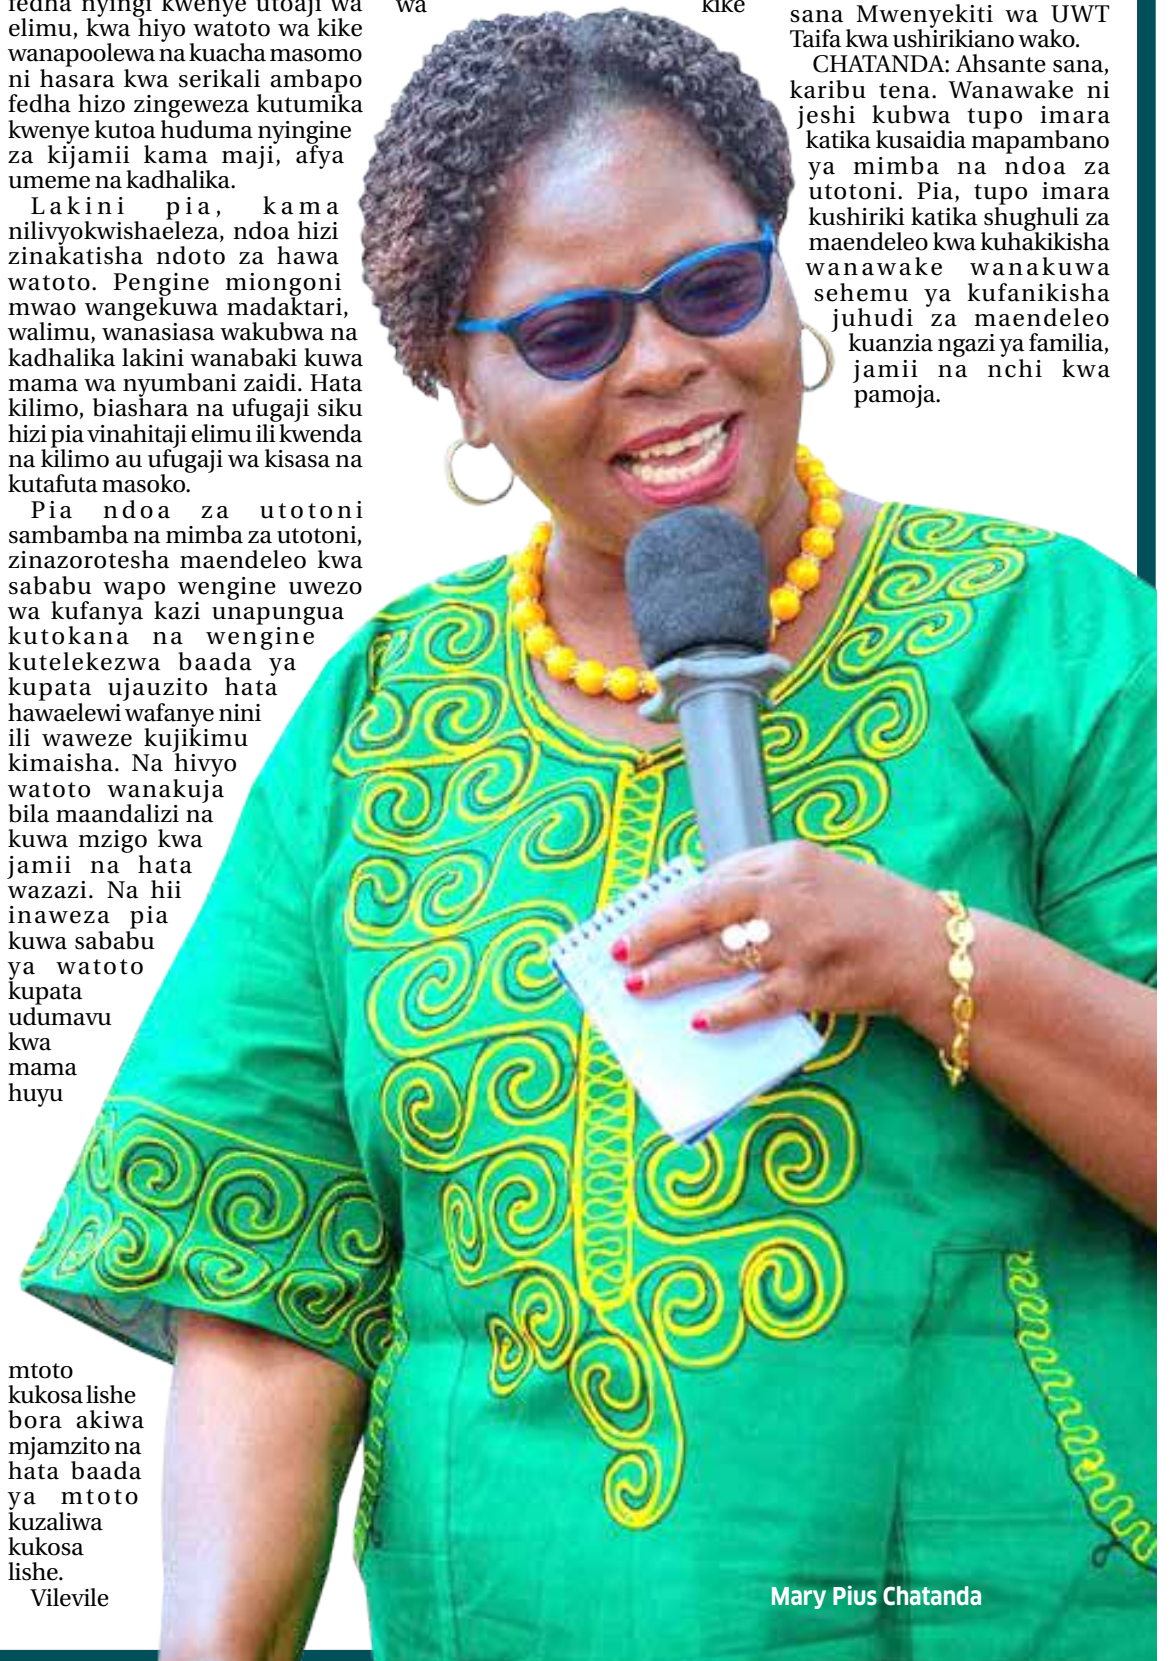 fedha nyingi kwenye utoaji wa
elimu, kwa hiyo watoto wa kike
wanapoolewa na kuacha masomo
ni hasara kwa serikali ambapo
fedha hizo zingeweza kutumika
kwenye kutoa huduma nyingine
za kijamii kama maji, afya
umeme na kadhalika.
Lakini pia, kama
nilivyokwishaeleza, ndoa hizi
zinakatisha ndoto za hawa
watoto. Pengine miongoni
mwao wangekuwa madaktari,
walimu, wanasiasa wakubwa na
kadhalika lakini wanabaki kuwa
mama wa nyumbani zaidi. Hata
kilimo, biashara na ufugaji siku
hizi pia vinahitaji elimu ili kwenda
na kilimo au ufugaji wa kisasa na
kutafuta masoko.
Pia ndoa za utotoni
sambamba na mimba za utotoni,
zinazorotesha maendeleo kwa
sababu wapo wengine uwezo
wa kufanya kazi unapungua
kutokana na wengine
kutelekezwa baada ya
kupata ujauzito hata
hawaelewi wafanye nini
ili waweze kujikimu
kimaisha. Na hivyo
watoto wanakuja
bila maandalizi na
kuwa mzigo kwa
jamii na hata
wazazi. Na hii
inaweza pia
kuwa sababu
ya watoto
kupata
udumavu
kwa
mama
huyu
mtoto
kukosa lishe
bora akiwa
mjamzito na
hata baada
ya mtoto
kuzaliwa
kukosa
lishe.
Vilevile
wa kike
sana Mwenyekiti wa UWT
Taifa kwa ushirikiano wako.
CHATANDA: Ahsante sana,
karibu tena. Wanawake ni
jeshi kubwa tupo imara
katika kusaidia mapambano
ya mimba na ndoa za
utotoni. Pia, tupo imara
kushiriki katika shughuli za
maendeleo kwa kuhakikisha
wanawake wanakuwa
sehemu ya kufanikisha
juhudi za maendeleo
kuanzia ngazi ya familia,
jamii na nchi kwa
pamoja.
Mary Pius Chatanda